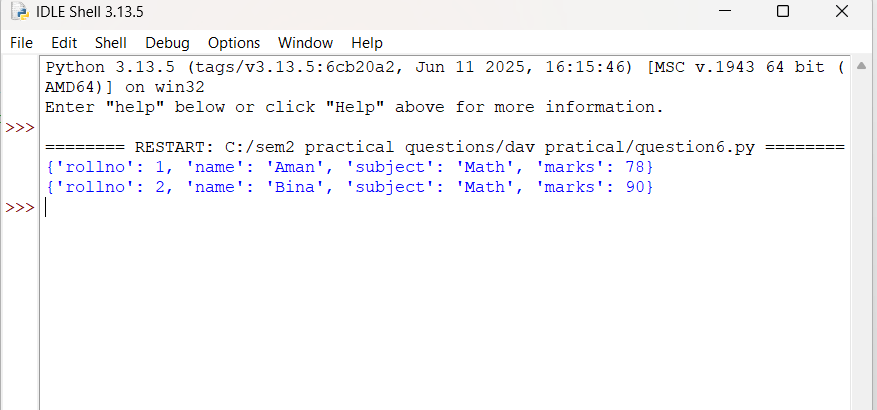 IDLE Shell 3.13.5
File Edit Shell Debug Options Window Help
Python 3.13.5 (tags/v3.13.5:6cb20a2, Jun 11 2025, 16:15:46) [MSC v.1943 64 bit (
AMD64)] on win32
Enter "help" below or click "Help" above for more information.
>>>
======== RESTART: C:/sem2 practical questions/dav pratical/question6.py ========
{'rollno': 1, 'name': 'Aman', 'subject': 'Math', 'marks': 78}
{'rollno': 2, 'name': 'Bina', 'subject': 'Math', 'marks': 90}
>>>